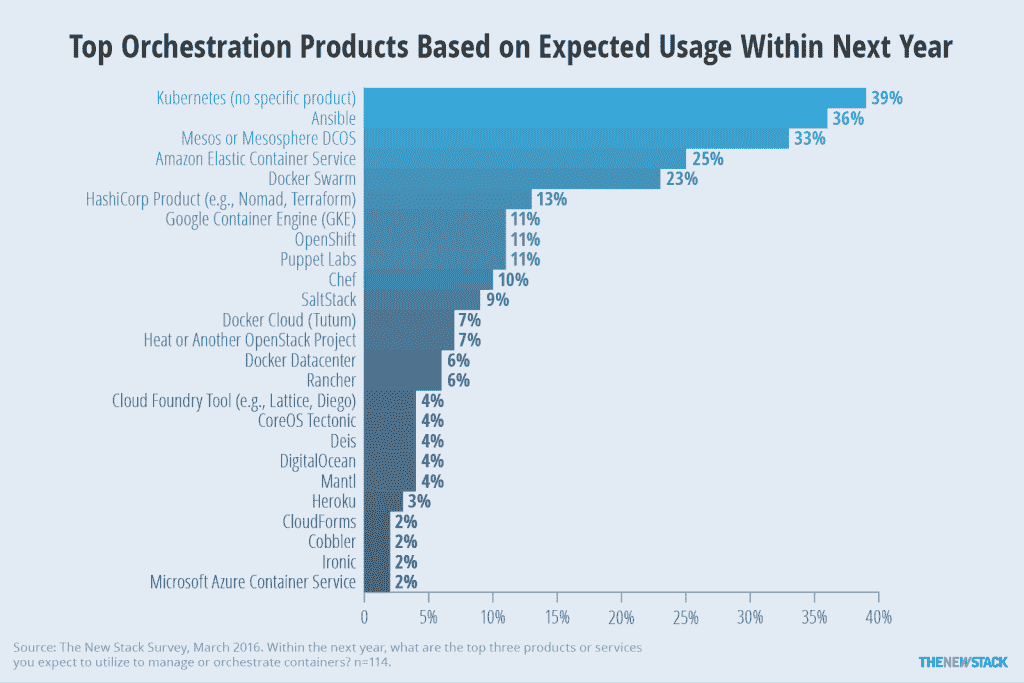 Top Orchestration Products Based on Expected Usage Within Next Year
Kubernetes (no specific product) 39%
Ansible 36%
Mesos or Mesosphere DCOS 33%
Amazon Elastic Container Service 25%
Docker Swarm 23%
HashiCorp Product (e.g., Nomad, Terraform) 13%
Google Container Engine (GKE) 11%
OpenShift 11%
Puppet Labs 11%
Chef 10%
SaltStack 9%
Docker Cloud (Tutum) 7%
Heat or Another OpenStack Project 7%
Docker Datacenter 6%
Rancher 6%
Cloud Foundry Tool (e.g., Lattice, Diego) 4%
CoreOS Tectonic 4%
Deis 4%
DigitalOcean 4%
Mantl 4%
Heroku 3%
CloudForms 2%
Cobbler 2%
Ironic 2%
Microsoft Azure Container Service 2%
0 5% 10% 15% 20% 25% 30% 35% 40%
Source: The New Stack Survey, March 2016. Within the next year, what are the top three products or services
you expect to utilize to manage or orchestrate containers? n=114.
THENEWSTACK